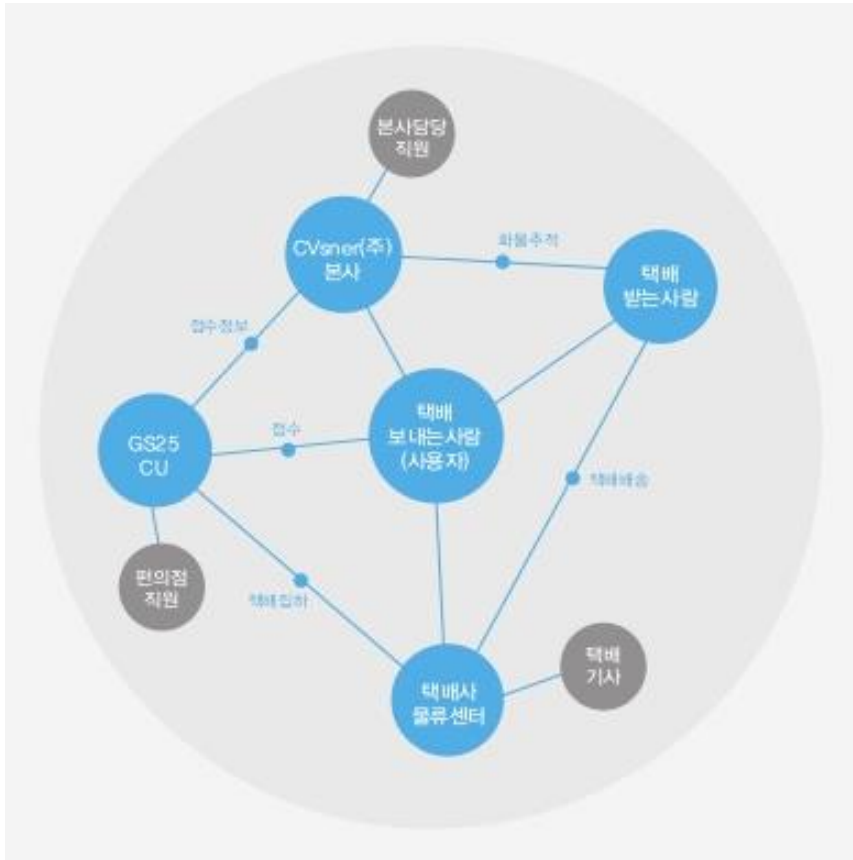 본사담당
직원
CVsner(주)
본사
화물추적
택배
받는사람
접수정보
택배
보내는사람
(사용자)
접수
GS25
CU
택배배송
편의점
직원
택배집하
택배
기사
택배사
물류센터